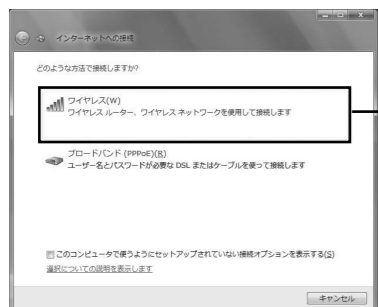 インターネットへの接続
どのような方法で接続しますか?
ワイヤレス(W)
ワイヤレス ルーター、ワイヤレス ネットワークを使用して接続します
ブロードバンド (PPPoE)(R)
ユーザー名とパスワードが必要な DSL またはケーブルを使って接続します
このコンピュータで使うようにセットアップされていない接続オプションを表示する(S)
選択についての説明を表示します
キャンセル